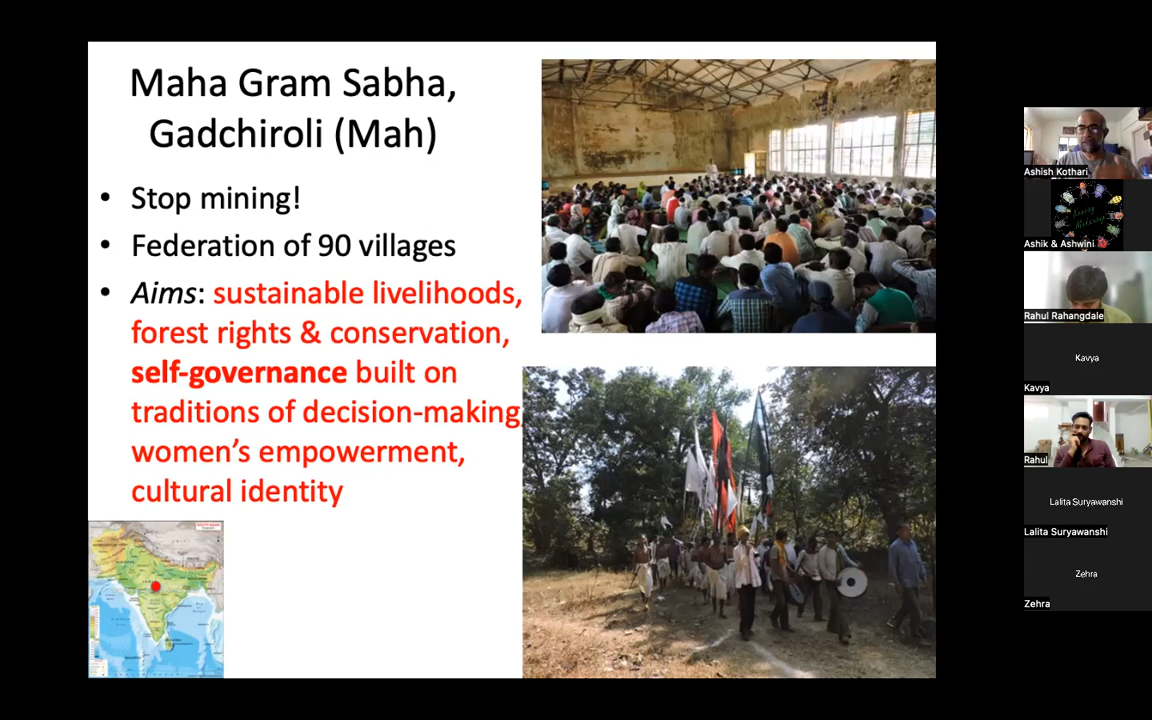 Maha Gram Sabha,
Gadchiroli (Mah)
• Stop mining!
• Federation of 90 villages
• Aims: sustainable livelihoods,
forest rights & conservation,
self-governance built on
traditions of decision-making,
women's empowerment,
cultural identity
Ashish Kothari
Ashik & Ashwini
Rahul Rahangdale
Kavya
Kavya
Rahul
Lalita Suryawanshi
Lalita Suryawanshi
Zehra
Zehra